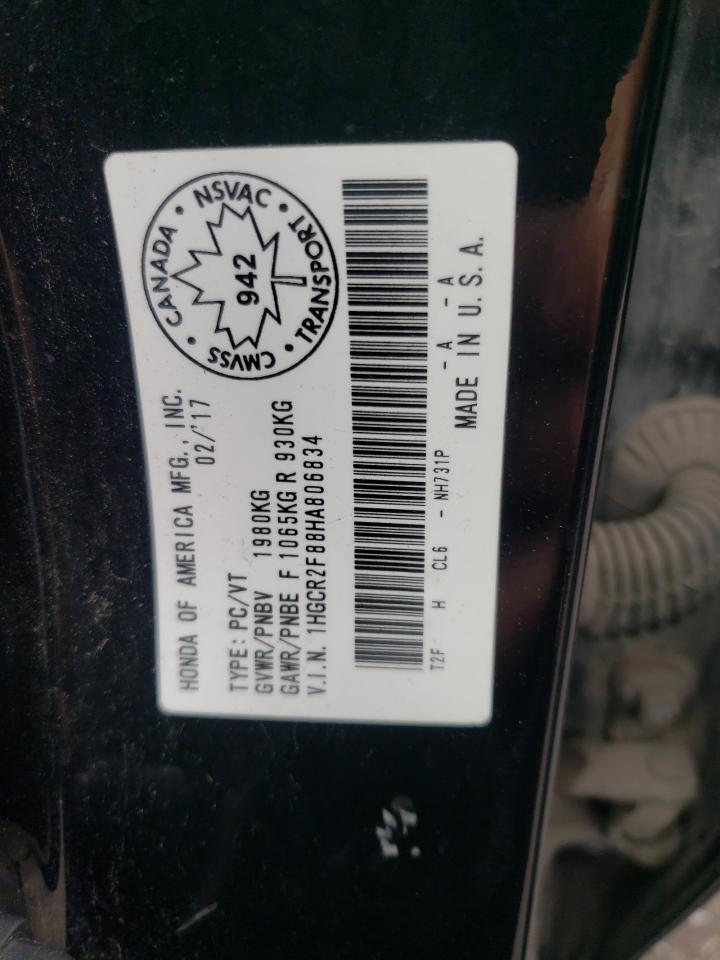 HONDA OF AMERICA MFG., INC.
02/'17
TYPE: PC/VT
GVWR/PNBV 1980KG
GAWR/PNBE F 1065KG R 930KG
V.I.N. 1HGCR2F88HA806834
CANADA • NSVAC • TRANSPORT • CMVSS •
942
T2F H CL6 - NH731P - A - A
MADE IN U.S.A.